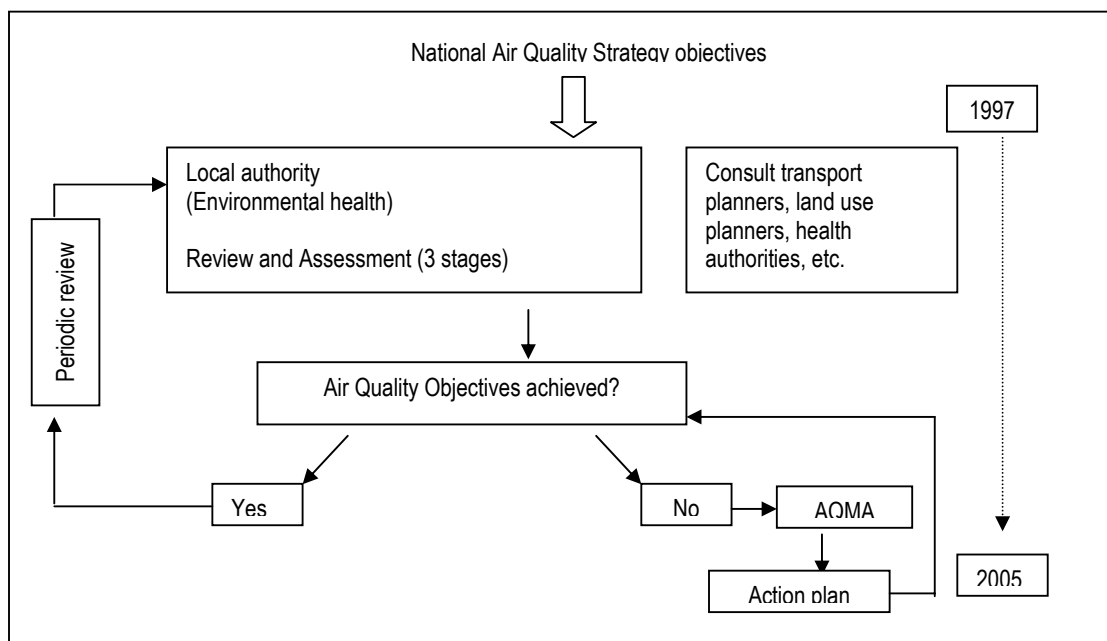 National Air Quality Strategy objectives
1997
Local authority
(Environmental health)
Review and Assessment (3 stages)
Consult transport
planners, land use
planners, health
authorities, etc.
Periodic review
Air Quality Objectives achieved?
Yes
No
AQMA
Action plan
2005